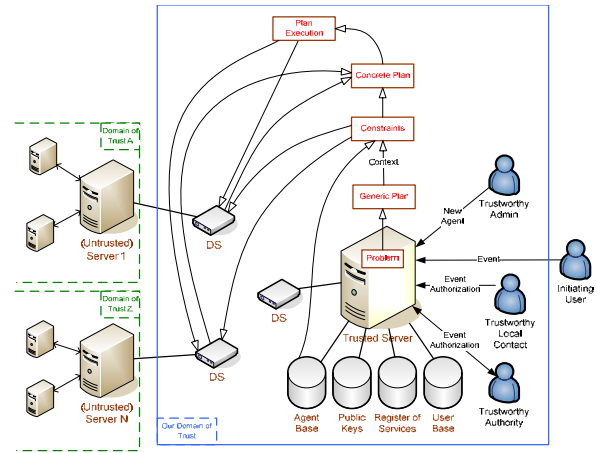 Plan
Execution
Concrete Plan
Constraints
Context
Generic Plan
Problem
Trusted Server
Domain of
Trust A
(Untrusted)
Server 1
DS
Domain of
Trust Z
(Untrusted)
Server N
DS
DS
New
Agent
Trustworthy
Admin
Event
Initiating
User
Event
Authorization
Trustworthy
Local
Contact
Event
Authorization
Trustworthy
Authority
Agent
Base
Public
Keys
Register of
Services
User
Base
Our Domain of
Trust